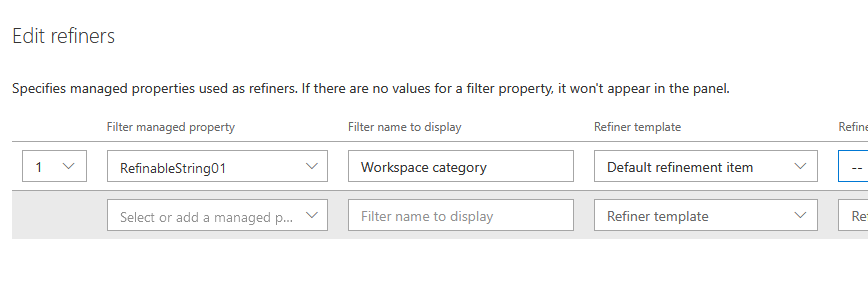 Edit refiners
Specifies managed properties used as refiners. If there are no values for a filter property, it won't appear in the panel.
Filter managed property Filter name to display Refiner template Refine
1 RefinableString01 Workspace category Default refinement item --
Select or add a managed p... Filter name to display Refiner template Re